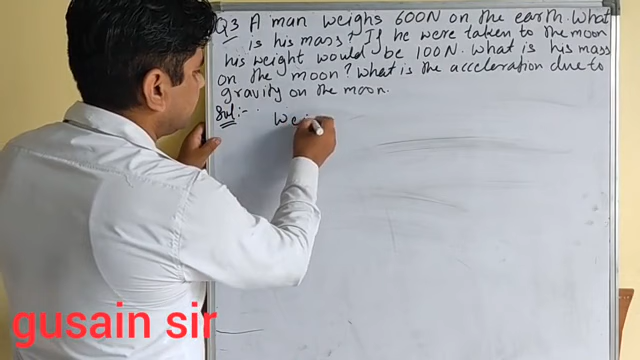 Q3 A man weighs 600N on the earth. What
is his mass? If he were taken to the moon
his weight would be 100N. What is his mass
on the moon? What is the acceleration due to
gravity on the moon.
Sol:-
Wei
gusain sir